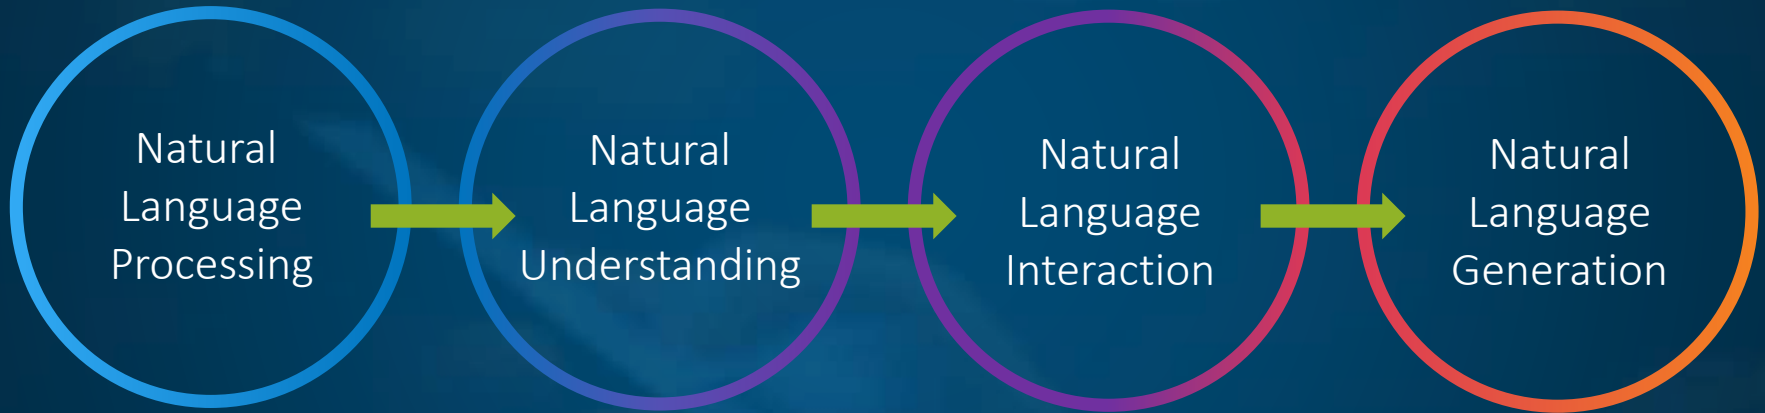 Natural
Language
Processing
Natural
Language
Understanding
Natural
Language
Interaction
Natural
Language
Generation